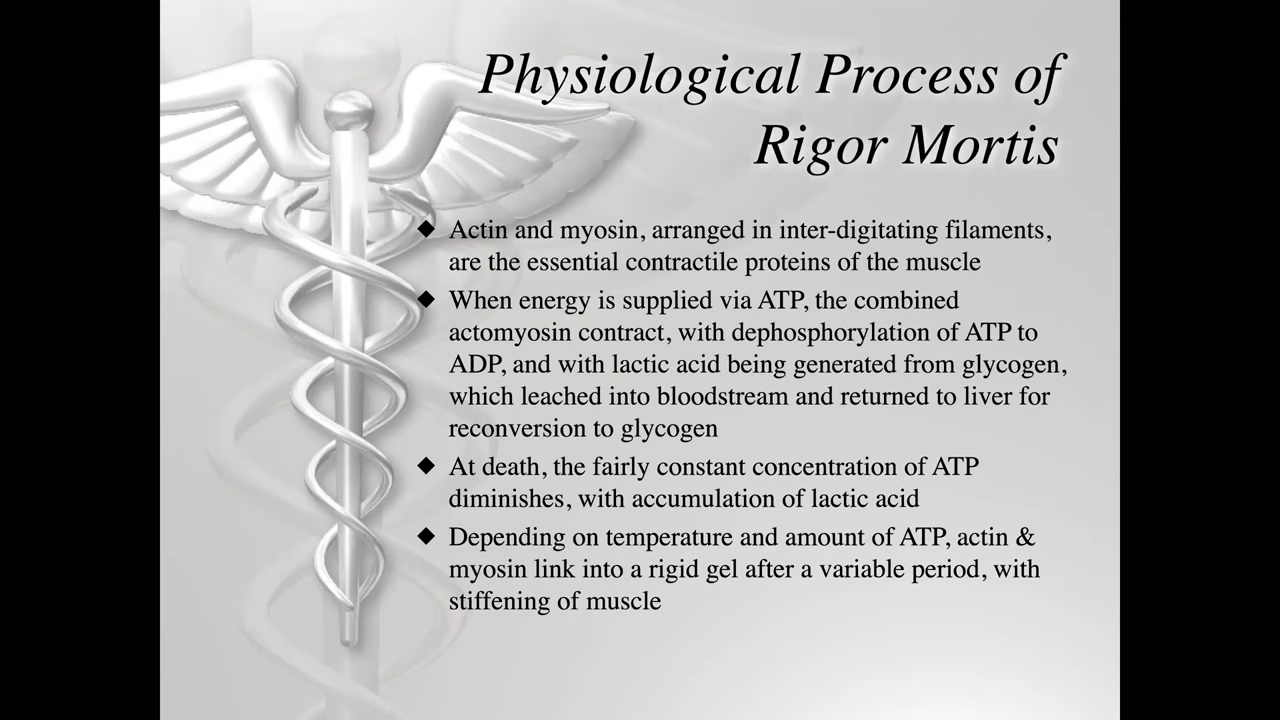 Physiological Process of
Rigor Mortis
◆ Actin and myosin, arranged in inter-digitating filaments,
are the essential contractile proteins of the muscle
◆ When energy is supplied via ATP, the combined
actomyosin contract, with dephosphorylation of ATP to
ADP, and with lactic acid being generated from glycogen,
which leached into bloodstream and returned to liver for
reconversion to glycogen
◆ At death, the fairly constant concentration of ATP
diminishes, with accumulation of lactic acid
◆ Depending on temperature and amount of ATP, actin &
myosin link into a rigid gel after a variable period, with
stiffening of muscle